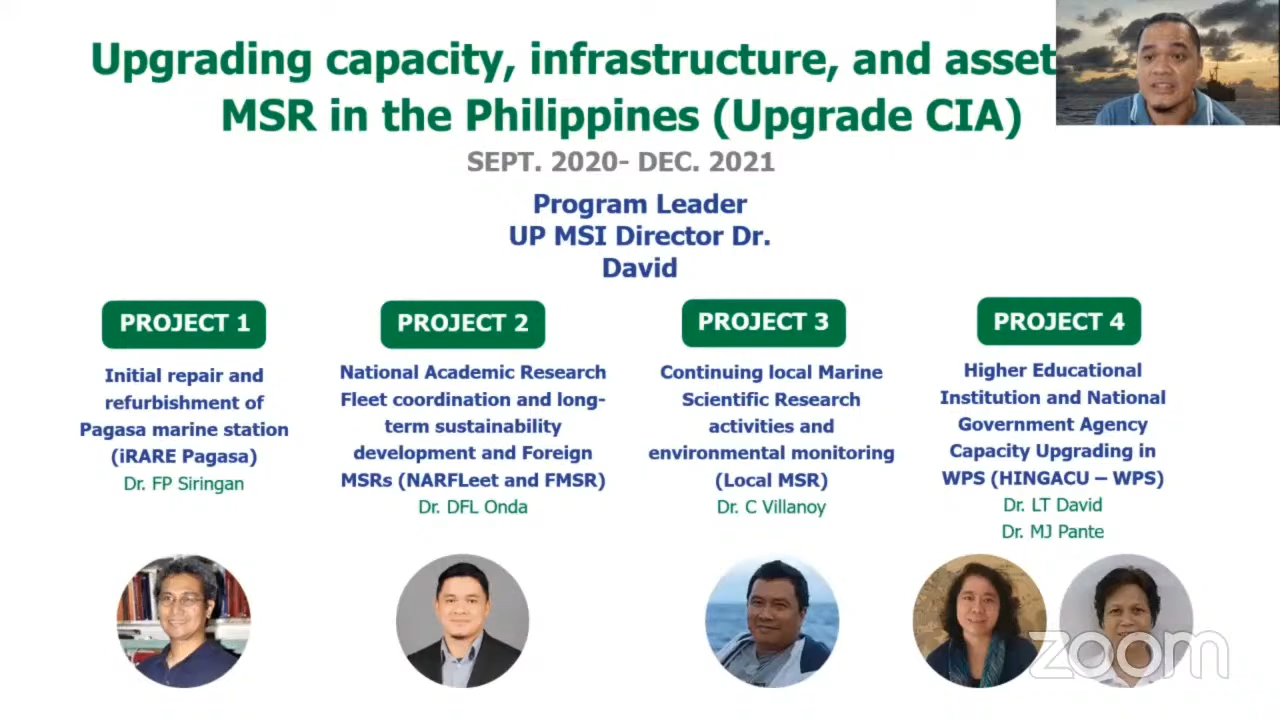 Upgrading capacity, infrastructure, and asset
MSR in the Philippines (Upgrade CIA)
SEPT. 2020- DEC. 2021
Program Leader
UP MSI Director Dr.
David
PROJECT 1
Initial repair and
refurbishment of
Pagasa marine station
(iRARE Pagasa)
Dr. FP Siringan
PROJECT 2
National Academic Research
Fleet coordination and long-
term sustainability
development and Foreign
MSRs (NARFLeet and FMSR)
Dr. DFL Onda
PROJECT 3
Continuing local Marine
Scientific Research
activities and
environmental monitoring
(Local MSR)
Dr. C Villanoy
PROJECT 4
Higher Educational
Institution and National
Government Agency
Capacity Upgrading in
WPS (HINGACU – WPS)
Dr. LT David
Dr. MJ Pante
zoom